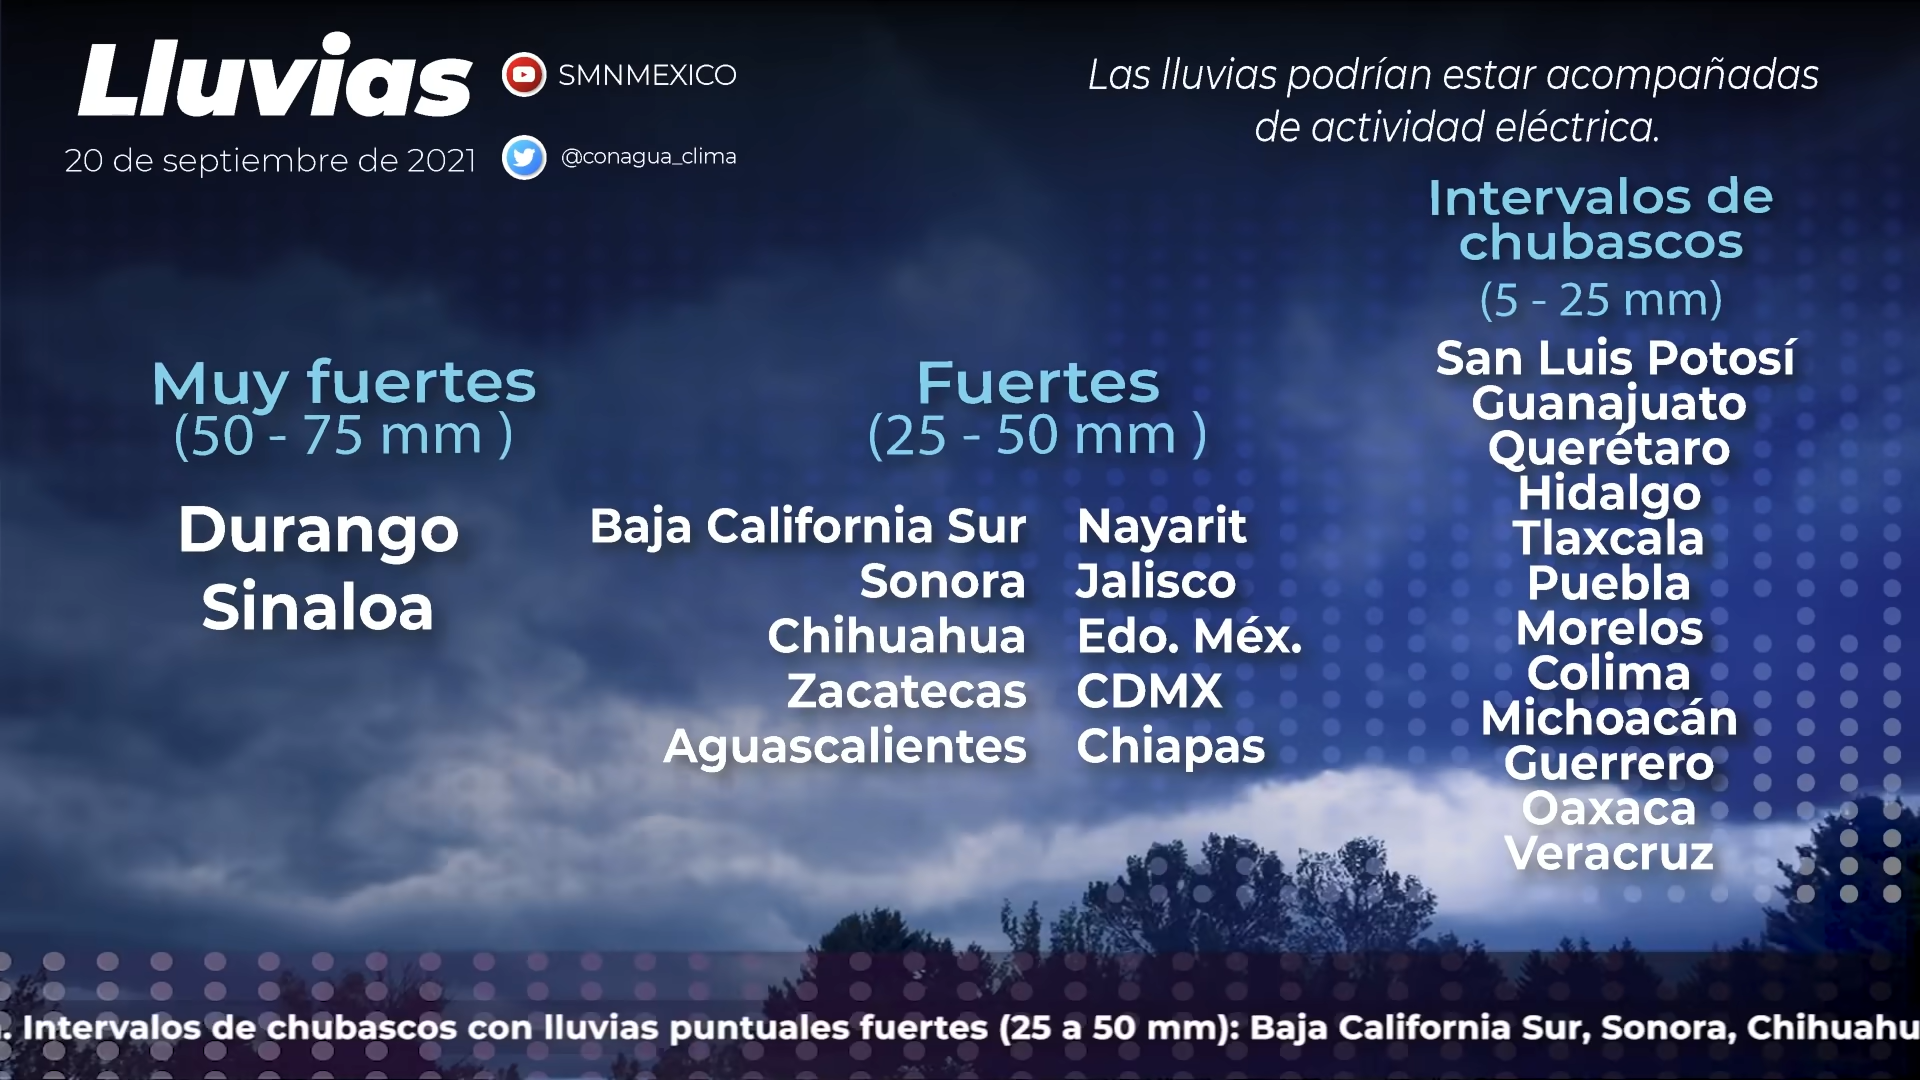 Lluvias
20 de septiembre de 2021
SMNMEXICO
@conagua_clima
Las lluvias podrían estar acompañadas
de actividad eléctrica.
Muy fuertes
(50 - 75 mm )
Durango
Sinaloa
Fuertes
(25 - 50 mm )
Baja California Sur
Sonora
Chihuahua
Zacatecas
Aguascalientes
Nayarit
Jalisco
Edo. Méx.
CDMX
Chiapas
Intervalos de
chubascos
(5 - 25 mm)
San Luis Potosí
Guanajuato
Querétaro
Hidalgo
Tlaxcala
Puebla
Morelos
Colima
Michoacán
Guerrero
Oaxaca
Veracruz
. Intervalos de chubascos con lluvias puntuales fuertes (25 a 50 mm): Baja California Sur, Sonora, Chihuahu